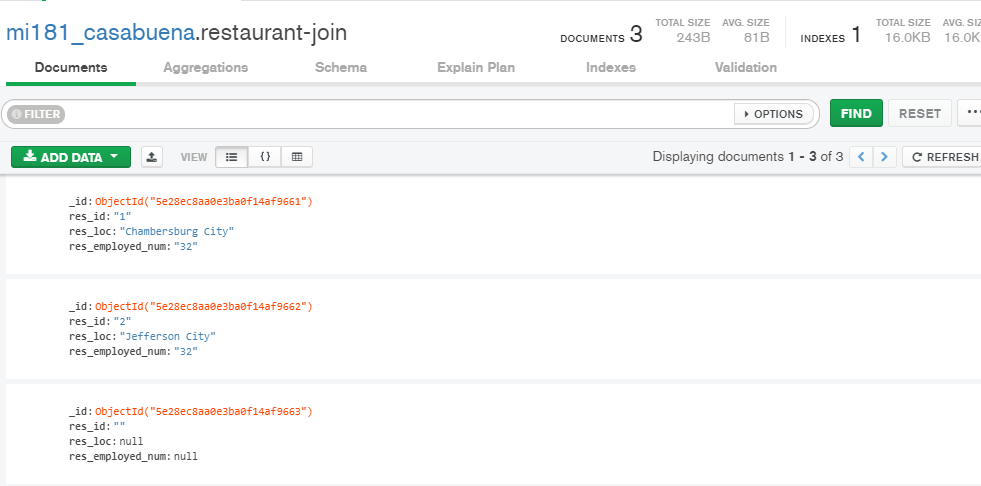 mi181_casabuena.restaurant-join
DOCUMENTS 3 TOTAL SIZE 243B AVG. SIZE 81B INDEXES 1 TOTAL SIZE 16.0KB AVG. SIZ 16.0K
Documents Aggregations Schema Explain Plan Indexes Validation
FILTER OPTIONS FIND RESET ...
ADD DATA VIEW {} Displaying documents 1 - 3 of 3 < > REFRESH
_id: ObjectId("5e28ec8aa0e3ba0f14af9661")
res_id: "1"
res_loc: "Chambersburg City"
res_employed_num: "32"
_id: ObjectId("5e28ec8aa0e3ba0f14af9662")
res_id: "2"
res_loc: "Jefferson City"
res_employed_num: "32"
_id: ObjectId("5e28ec8aa0e3ba0f14af9663")
res_id: ""
res_loc: null
res_employed_num: null